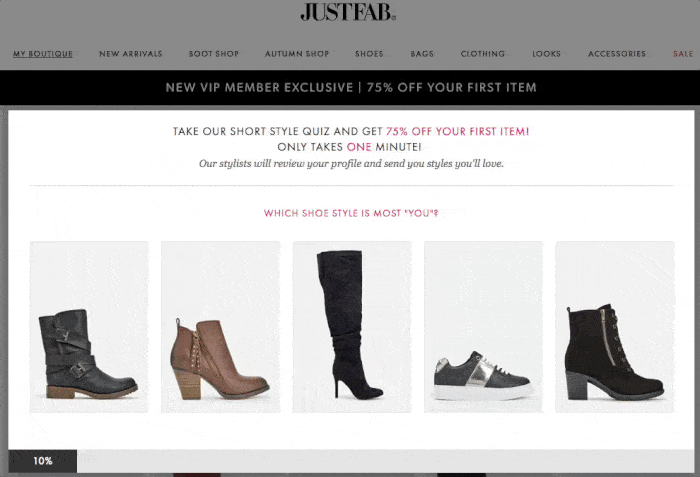 JUSTFAB®
MY BOUTIQUE NEW ARRIVALS BOOT SHOP AUTUMN SHOP SHOES BAGS CLOTHING LOOKS ACCESSORIES SALE
NEW VIP MEMBER EXCLUSIVE | 75% OFF YOUR FIRST ITEM
TAKE OUR SHORT STYLE QUIZ AND GET 75% OFF YOUR FIRST ITEM!
ONLY TAKES ONE MINUTE!
Our stylists will review your profile and send you styles you'll love.
WHICH SHOE STYLE IS MOST "YOU"?
10%